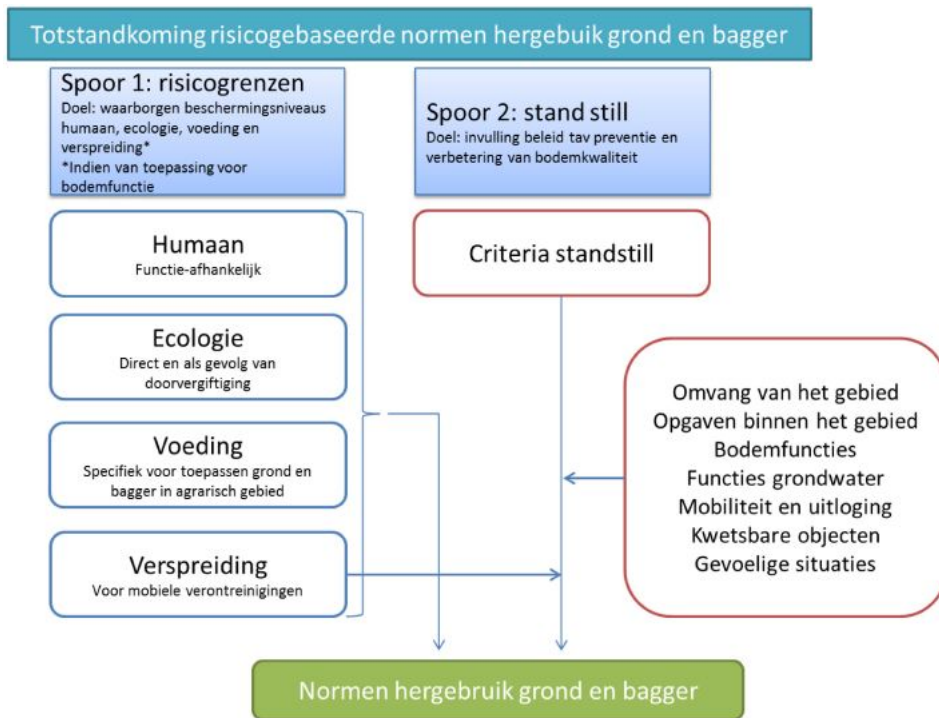 Totstandkoming risicogebaseerde normen hergebuik grond en bagger
Spoor 1: risicogrenzen
Doel: waarborgen beschermingsniveaus
humaan, ecologie, voeding en
verspreiding*
*Indien van toepassing voor
bodemfunctie
Spoor 2: stand still
Doel: invulling beleid tav preventie en
verbetering van bodemkwaliteit
Humaan
Functie-afhankelijk
Criteria standstill
Ecologie
Direct en als gevolg van
doorvergiftiging
Voeding
Specifiek voor toepassen grond en
bagger in agrarisch gebied
Verspreiding
Voor mobiele verontreinigingen
Omvang van het gebied
Opgaven binnen het gebied
Bodemfuncties
Functies grondwater
Mobiliteit en uitloging
Kwetsbare objecten
Gevoelige situaties
Normen hergebruik grond en bagger